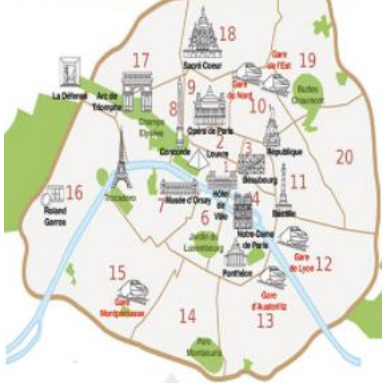 18
Sacré Coeur
17
19
Gare
de l'Est
Gare
du Nord
La Défense
Arc de
Triomphe
9
10
Buttes
Chaumont
8
Opéra de Paris
Champs
Elysées
République
Concorde
2
3
Louvre
1
Beaubourg
20
11
16
Roland
Garros
Trocadero
7
Musée d'Orsay
Hôtel
de
Ville
4
Bastille
6
Notre-Dame
de Paris
Jardin du
Luxembourg
Panthéon
Gare
de Lyon
12
15
Gare
Montparnasse
Gare
d'Austerlitz
14
13
Parc
Montsouris